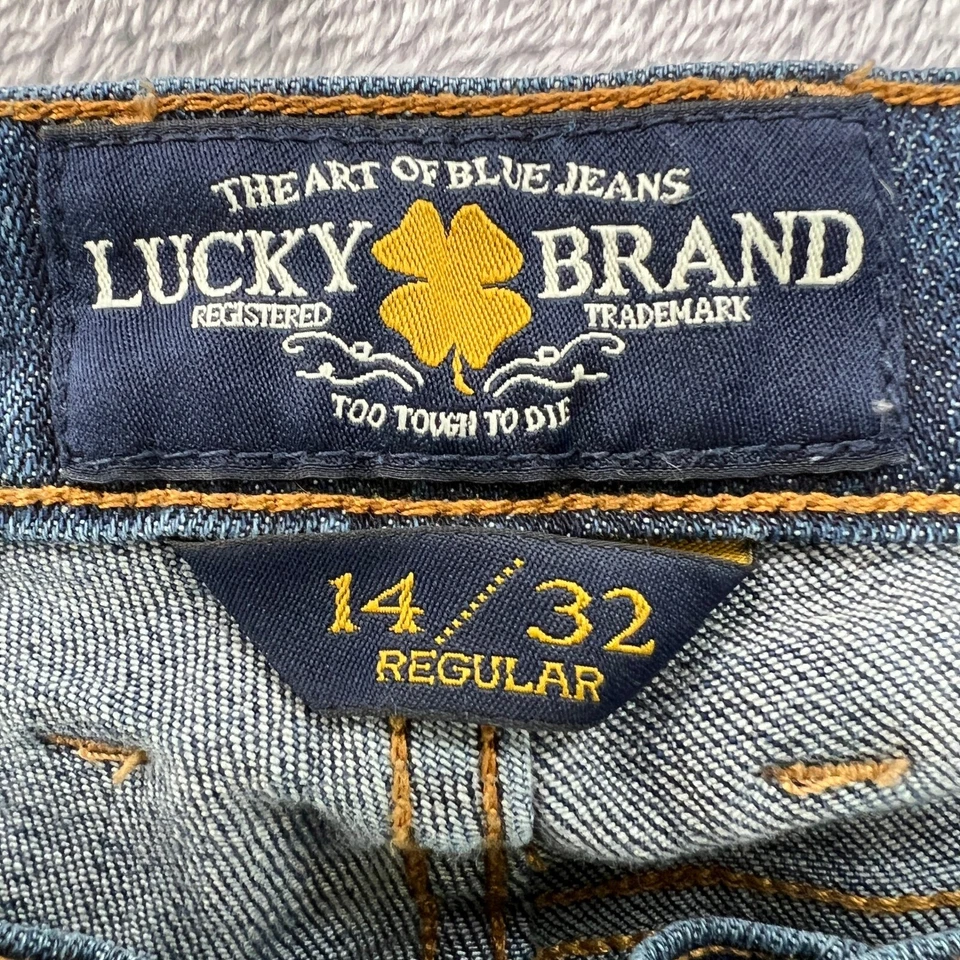 THE ART OF BLUE JEANS
LUCKY BRAND
REGISTERED TRADEMARK
TOO TOUGH TO DIE
14/32
REGULAR